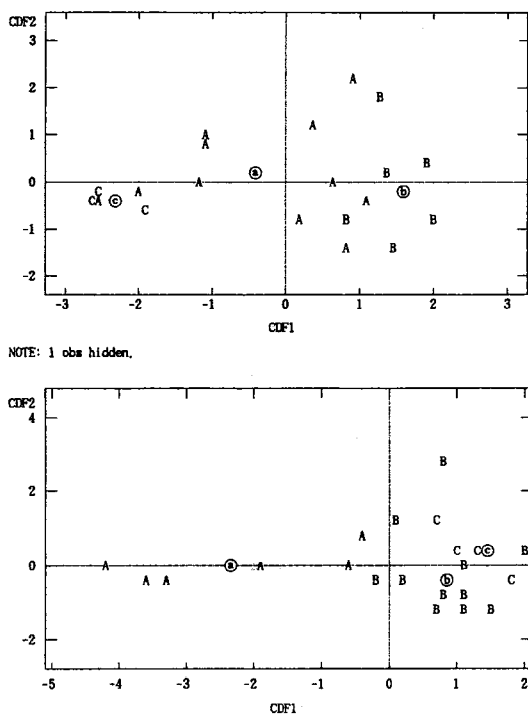 CDF2
3
A
B
2
A
1
A
A
ⓐ
B
B
0
A
A
A
C
ⓑ
C A
ⓒ
A
C
A
B
B
-1
A
B
-2
-3 -2 -1 0 1 2 3
CDF1
NOTE: 1 obs hidden.
CDF2
4
B
2
B C
A
C C ⓒ B
0
A ⓐ A A B
A A B B ⓑ C
B B
B B B
-2
-5 -4 -3 -2 -1 0 1 2
CDF1